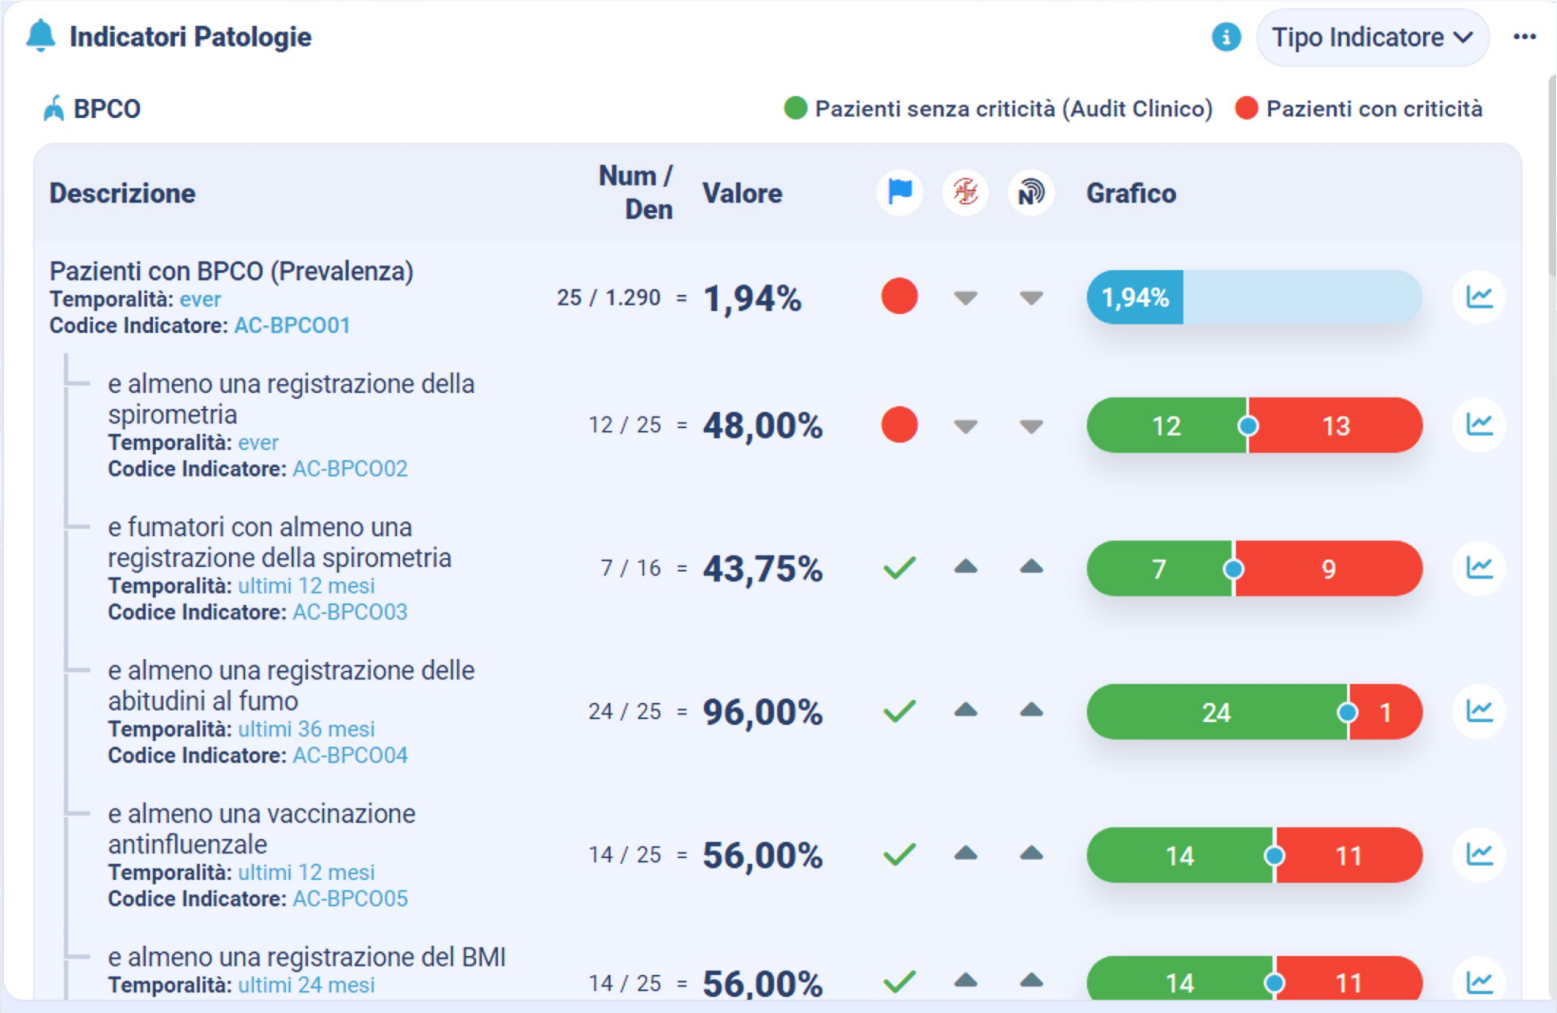 Indicatori Patologie
Tipo Indicatore
BPCO
Pazienti senza criticità (Audit Clinico)
Pazienti con criticità
Descrizione
Num /
Den
Valore
N
Grafico
Pazienti con BPCO (Prevalenza)
Temporalità: ever
Codice Indicatore: AC-BPCO01
25 / 1.290 = 1,94%
1,94%
e almeno una registrazione della
spirometria
Temporalità: ever
Codice Indicatore: AC-BPCO02
12 / 25 = 48,00%
12
13
e fumatori con almeno una
registrazione della spirometria
Temporalità: ultimi 12 mesi
Codice Indicatore: AC-BPCO03
7 / 16 = 43,75%
7
9
e almeno una registrazione delle
abitudini al fumo
Temporalità: ultimi 36 mesi
Codice Indicatore: AC-BPCO04
24 / 25 = 96,00%
24
1
e almeno una vaccinazione
antinfluenzale
Temporalità: ultimi 12 mesi
Codice Indicatore: AC-BPCO05
14 / 25 = 56,00%
14
11
e almeno una registrazione del BMI
Temporalità: ultimi 24 mesi
14 / 25 = 56,00%
14
11